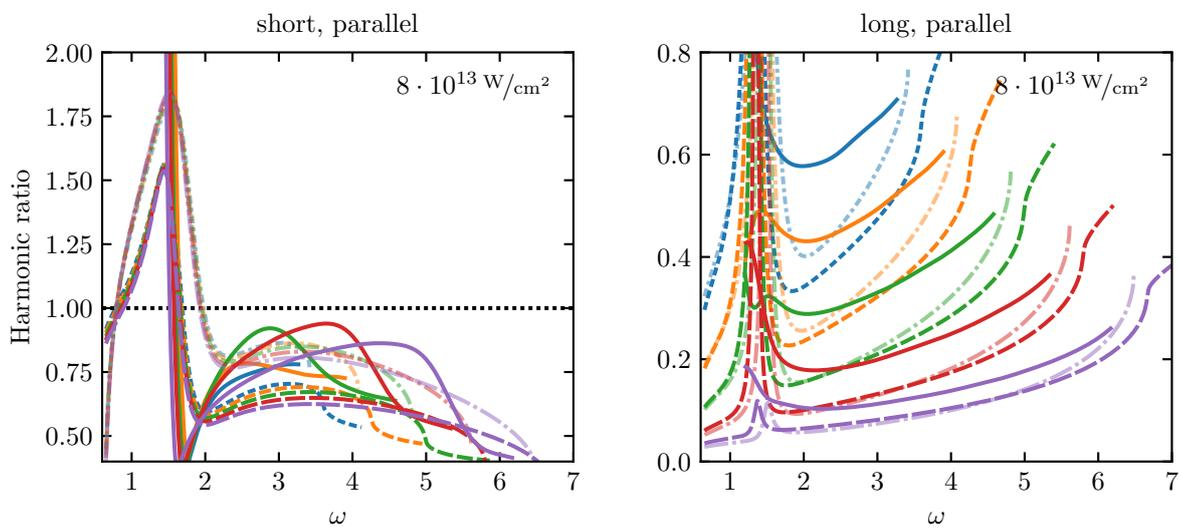 short, parallel
long, parallel
Harmonic ratio
2.00
1.75
1.50
1.25
1.00
0.75
0.50
8 · 10¹³ W/cm²
1 2 3 4 5 6 7
ω
0.8
0.6
0.4
0.2
0.0
8 · 10¹³ W/cm²
1 2 3 4 5 6 7
ω